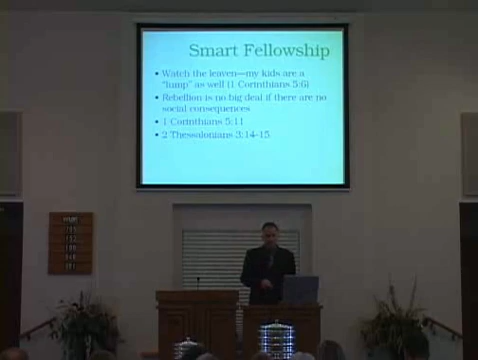 Smart Fellowship
• Watch the leaven—my kids are a
"lump" as well (1 Corinthians 5:6)
• Rebellion is no big deal if there are no
social consequences
• 1 Corinthians 5:11
• 2 Thessalonians 3:14-15